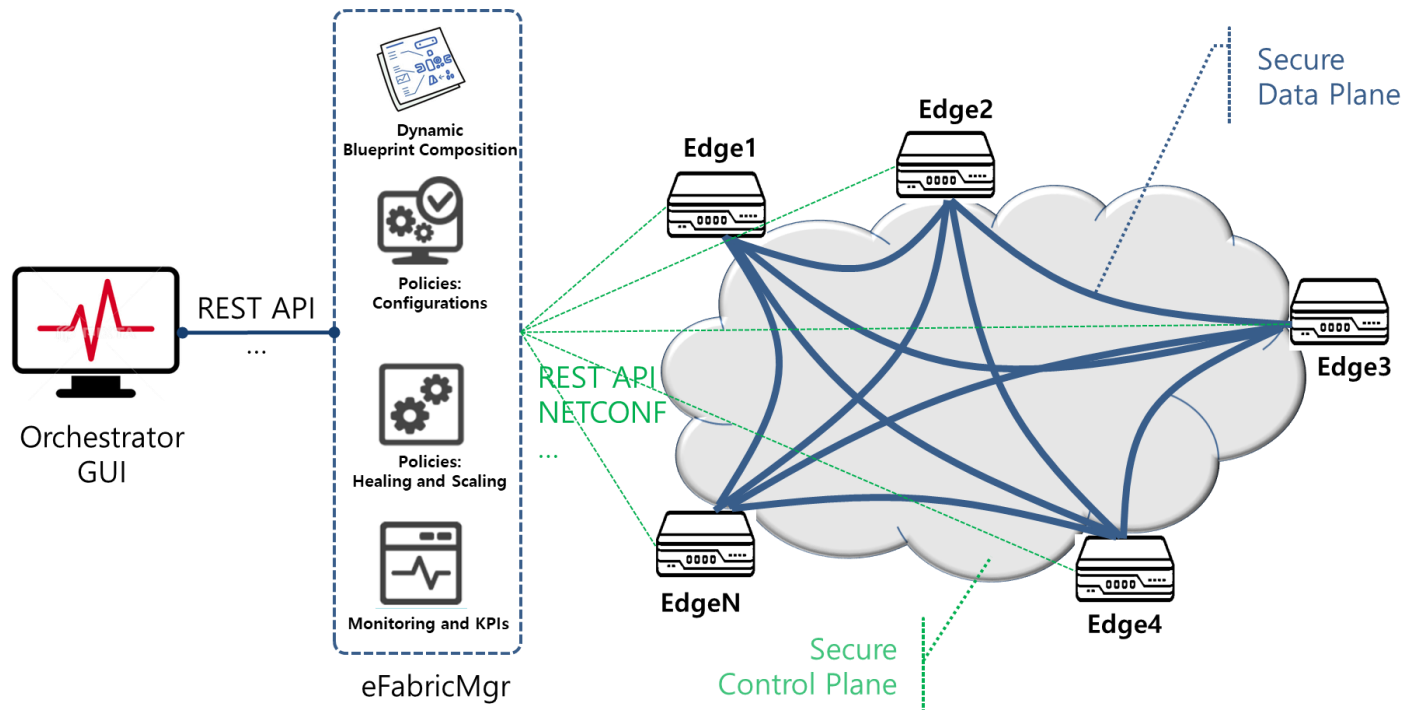 Orchestrator
GUI
REST API
...
Dynamic
Blueprint Composition
Policies:
Configurations
Policies:
Healing and Scaling
Monitoring and KPIs
eFabricMgr
REST API
NETCONF
...
Edge1
Edge2
Edge3
Edge4
EdgeN
Secure
Data Plane
Secure
Control Plane